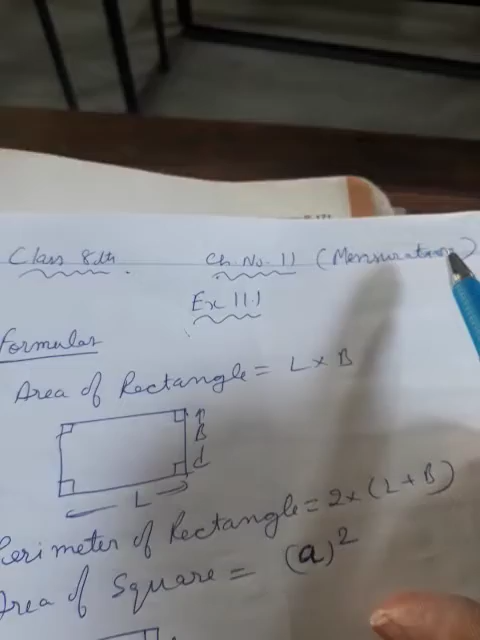 Class 8th Ch. No. 11 (Mensuration)
Ex 11.1
Formulas
Area of Rectangle = L × B
B
L
Perimeter of Rectangle = 2 × (L + B)
Area of Square = (a)²